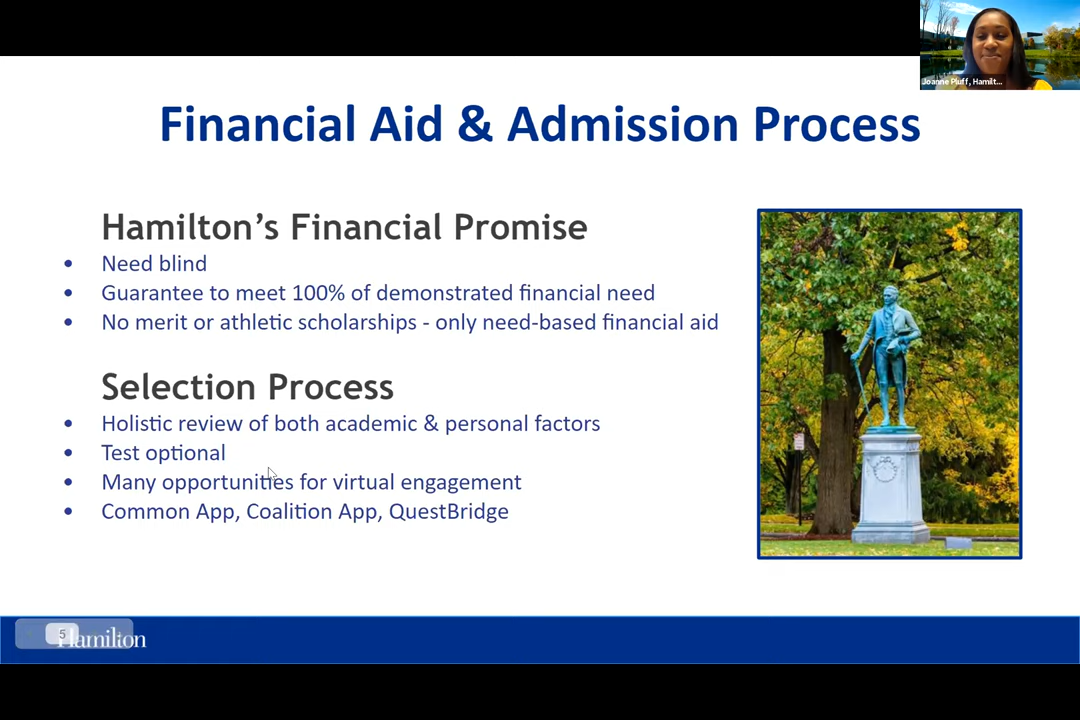 Joanne Pluff, Hamilt...
Financial Aid & Admission Process
Hamilton's Financial Promise
• Need blind
• Guarantee to meet 100% of demonstrated financial need
• No merit or athletic scholarships - only need-based financial aid
Selection Process
• Holistic review of both academic & personal factors
• Test optional
• Many opportunities for virtual engagement
• Common App, Coalition App, QuestBridge
5
Hamilton